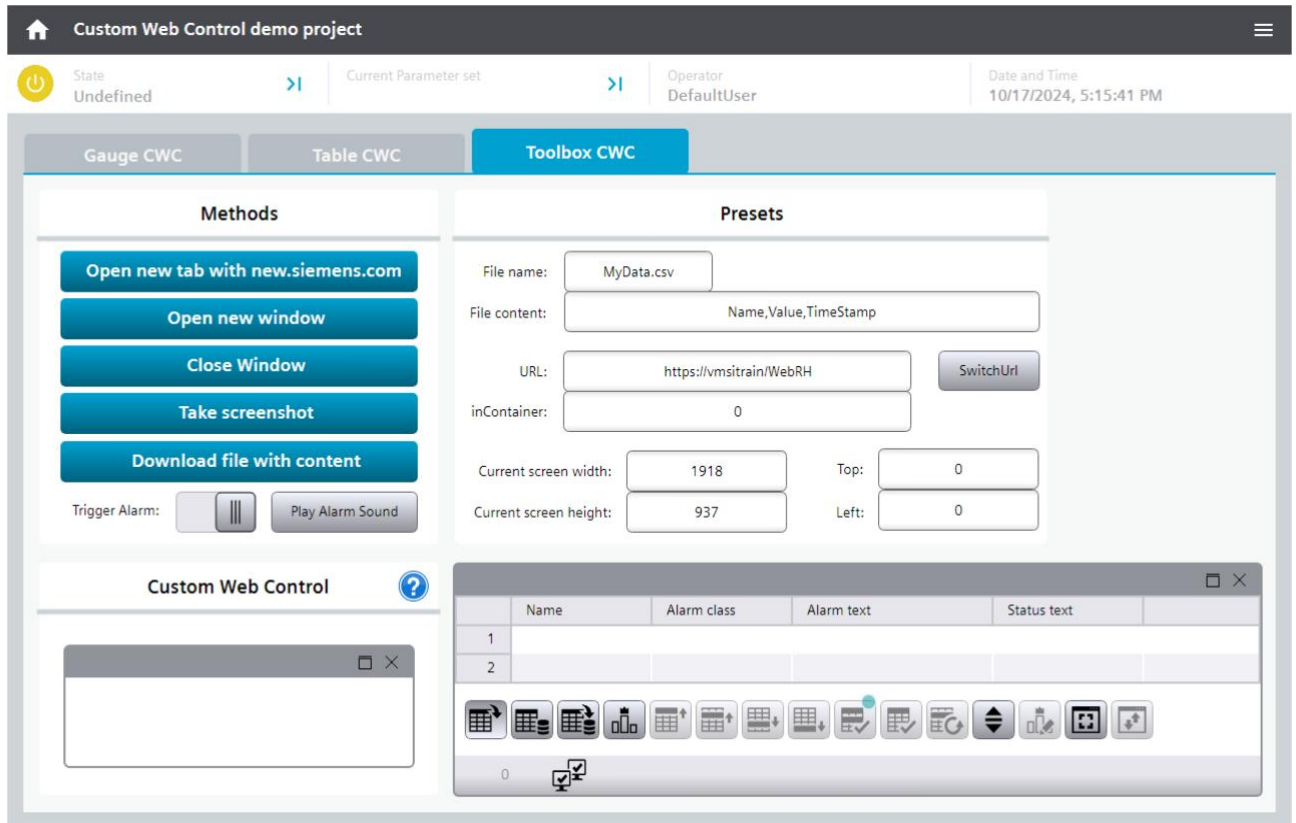 Custom Web Control demo project
State
Undefined
Current Parameter set
Operator
DefaultUser
Date and Time
10/17/2024, 5:15:41 PM
Gauge CWC
Table CWC
Toolbox CWC
Methods
Open new tab with new.siemens.com
Open new window
Close Window
Take screenshot
Download file with content
Trigger Alarm:
Play Alarm Sound
Presets
File name: MyData.csv
File content: Name,Value,TimeStamp
URL: https://vmsitrain/WebRH SwitchUrl
inContainer: 0
Current screen width: 1918 Top: 0
Current screen height: 937 Left: 0
Custom Web Control ?
Name Alarm class Alarm text Status text
1
2
0